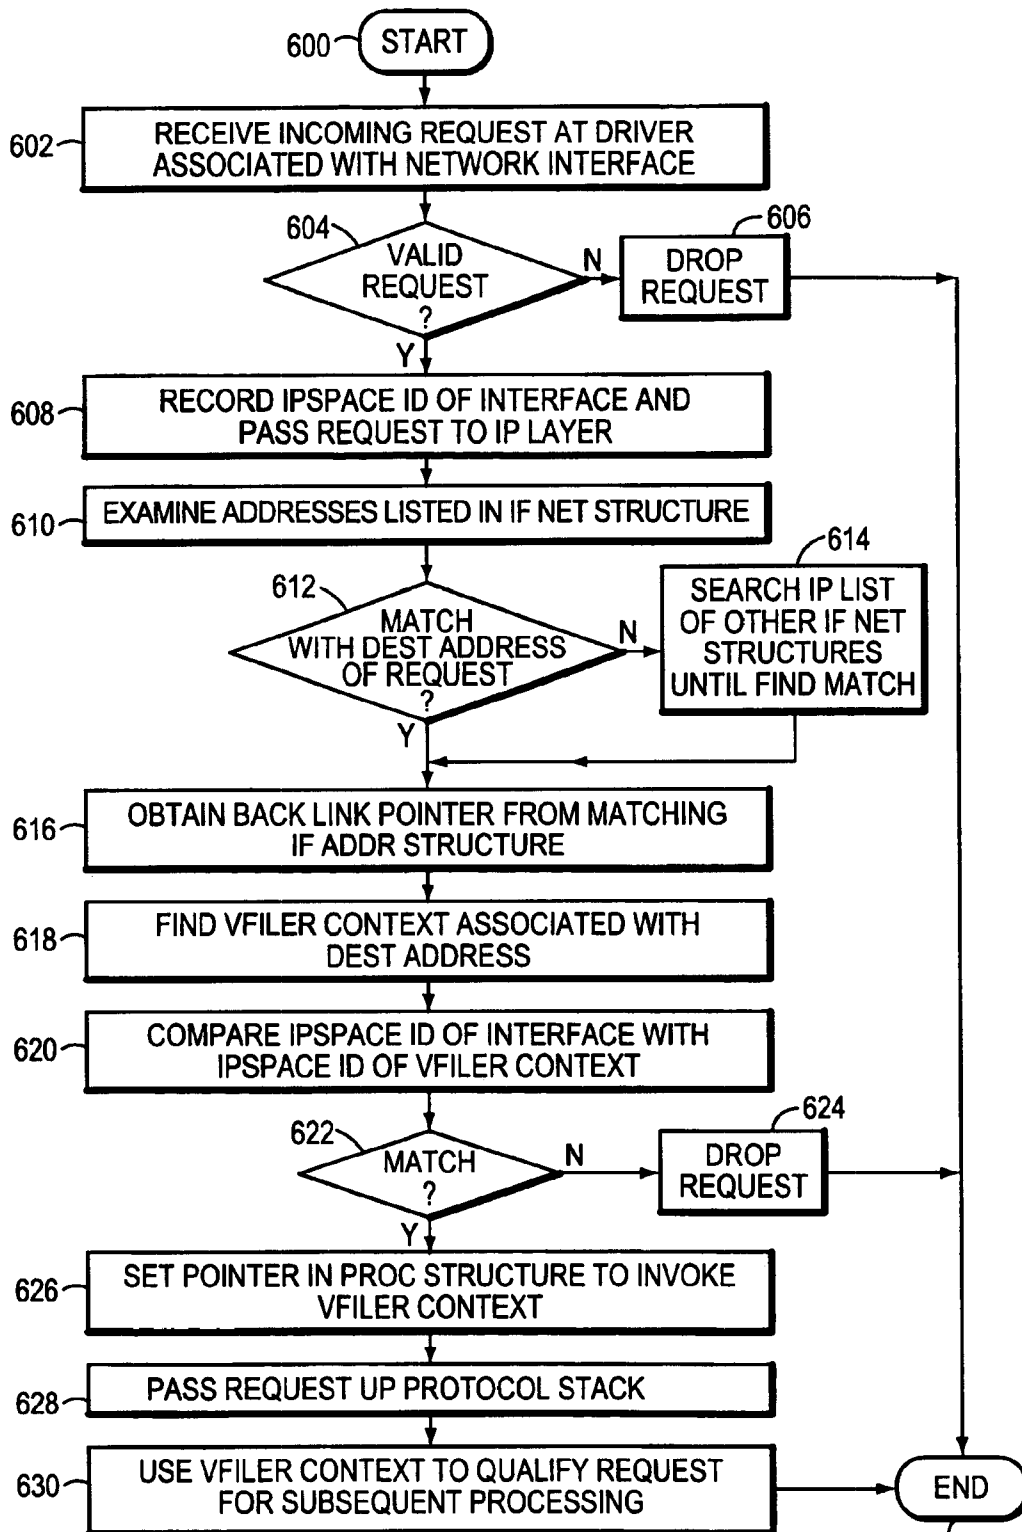 600
START
602
RECEIVE INCOMING REQUEST AT DRIVER
ASSOCIATED WITH NETWORK INTERFACE
604
VALID
REQUEST
?
N
Y
606
DROP
REQUEST
608
RECORD IPSPACE ID OF INTERFACE AND
PASS REQUEST TO IP LAYER
610
EXAMINE ADDRESSES LISTED IN IF NET STRUCTURE
612
MATCH
WITH DEST ADDRESS
OF REQUEST
?
N
Y
614
SEARCH IP LIST
OF OTHER IF NET
STRUCTURES
UNTIL FIND MATCH
616
OBTAIN BACK LINK POINTER FROM MATCHING
IF ADDR STRUCTURE
618
FIND VFILER CONTEXT ASSOCIATED WITH
DEST ADDRESS
620
COMPARE IPSPACE ID OF INTERFACE WITH
IPSPACE ID OF VFILER CONTEXT
622
MATCH
?
N
Y
624
DROP
REQUEST
626
SET POINTER IN PROC STRUCTURE TO INVOKE
VFILER CONTEXT
628
PASS REQUEST UP PROTOCOL STACK
630
USE VFILER CONTEXT TO QUALIFY REQUEST
FOR SUBSEQUENT PROCESSING
END